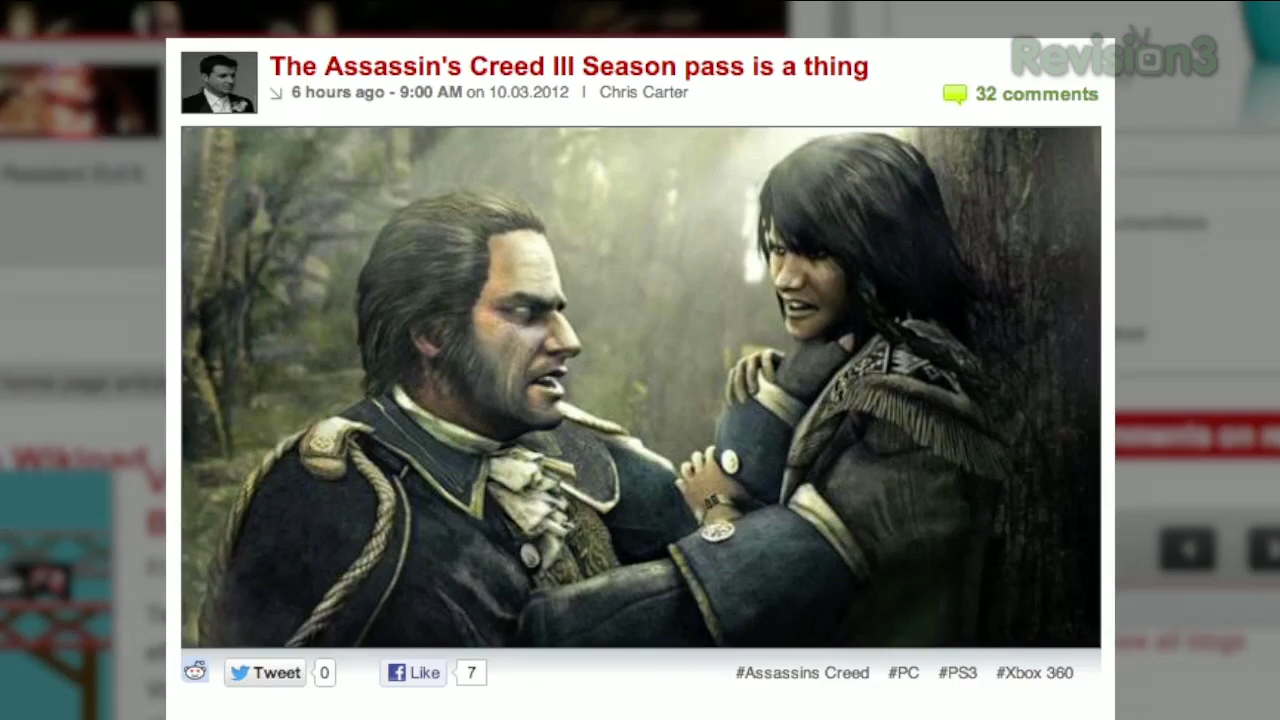 Revision3
The Assassin's Creed III Season pass is a thing
6 hours ago - 9:00 AM on 10.03.2012 | Chris Carter
32 comments
Tweet 0
Like 7
#Assassins Creed #PC #PS3 #Xbox 360